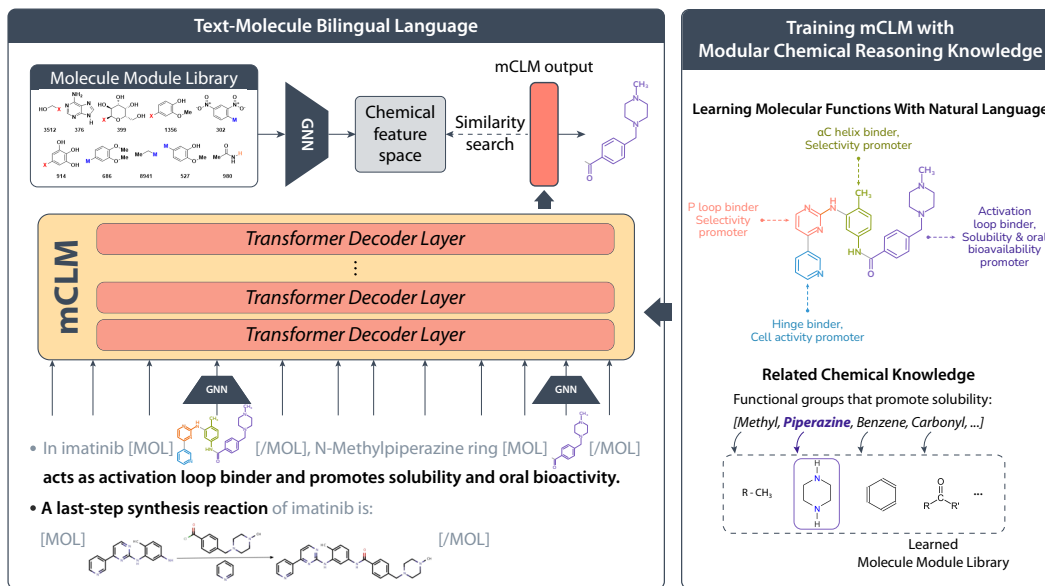 Text-Molecule Bilingual Language
Molecule Module Library
3512
376
399
1356
302
914
686
8941
527
980
GNN
Chemical
feature
space
Similarity
search
mCLM output
mCLM
Transformer Decoder Layer
...
Transformer Decoder Layer
Transformer Decoder Layer
GNN
GNN
• In imatinib [MOL] [/MOL], N-Methylpiperazine ring [MOL] [/MOL]
acts as activation loop binder and promotes solubility and oral bioactivity.
• A last-step synthesis reaction of imatinib is:
[MOL] [/MOL]
Training mCLM with
Modular Chemical Reasoning Knowledge
Learning Molecular Functions With Natural Language
αC helix binder,
Selectivity promoter
P loop binder
Selectivity
promoter
Activation
loop binder,
Solubility & oral
bioavailability
promoter
Hinge binder,
Cell activity promoter
Related Chemical Knowledge
Functional groups that promote solubility:
[Methyl, Piperazine, Benzene, Carbonyl, ...]
R - CH₃
H
N
N
H
O
R R'
...
Learned
Molecule Module Library